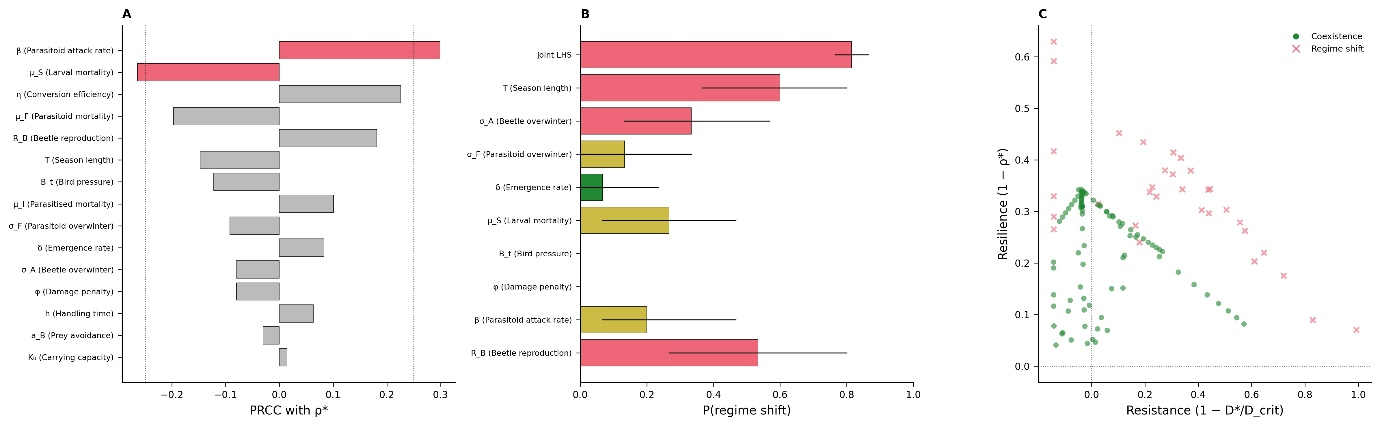 A
β (Parasitoid attack rate)
μ_S (Larval mortality)
η (Conversion efficiency)
μ_F (Parasitoid mortality)
R_B (Beetle reproduction)
T (Season length)
B_t (Bird pressure)
μ_I (Parasitised mortality)
σ_F (Parasitoid overwinter)
δ (Emergence rate)
σ_A (Beetle overwinter)
φ (Damage penalty)
h (Handling time)
a_B (Prey avoidance)
K₀ (Carrying capacity)
−0.2 −0.1 0.0 0.1 0.2 0.3
PRCC with ρ*
B
Joint LHS
T (Season length)
σ_A (Beetle overwinter)
σ_F (Parasitoid overwinter)
δ (Emergence rate)
μ_S (Larval mortality)
B_t (Bird pressure)
φ (Damage penalty)
β (Parasitoid attack rate)
R_B (Beetle reproduction)
0.0 0.2 0.4 0.6 0.8 1.0
P(regime shift)
C
Coexistence
Regime shift
Resilience (1 − ρ*)
0.6
0.5
0.4
0.3
0.2
0.1
0.0
0.0 0.2 0.4 0.6 0.8 1.0
Resistance (1 − D*/D_crit)